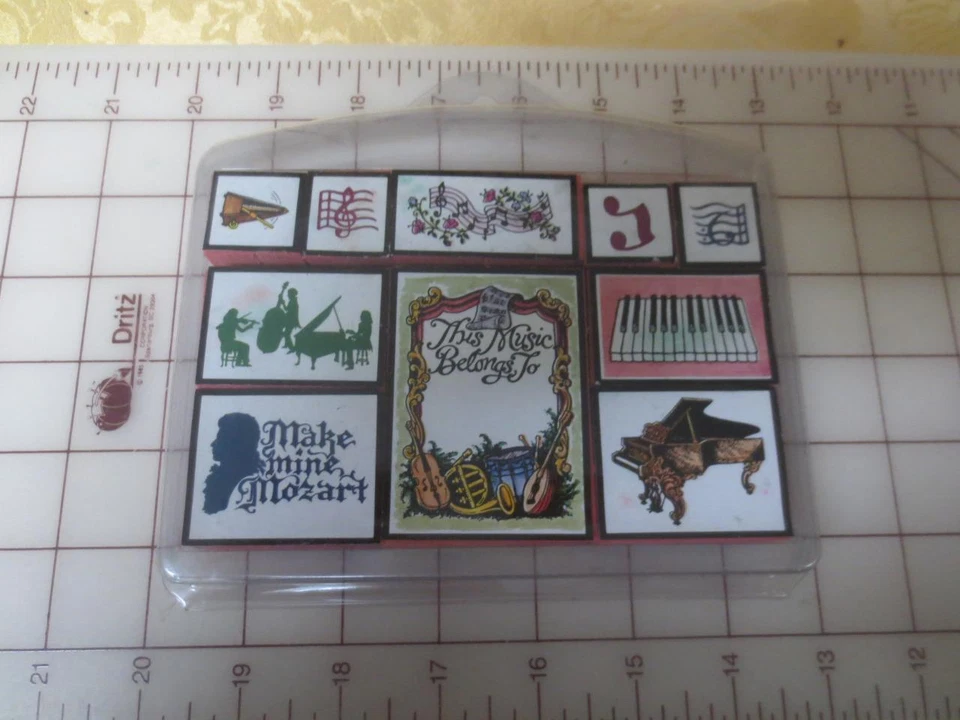 22 21 20 19 18 17 16 15 14 13 12 11
Dritz
This Music
Belongs To
Make
mine
Mozart
21 20 19 18 17 16 15 14 13 12